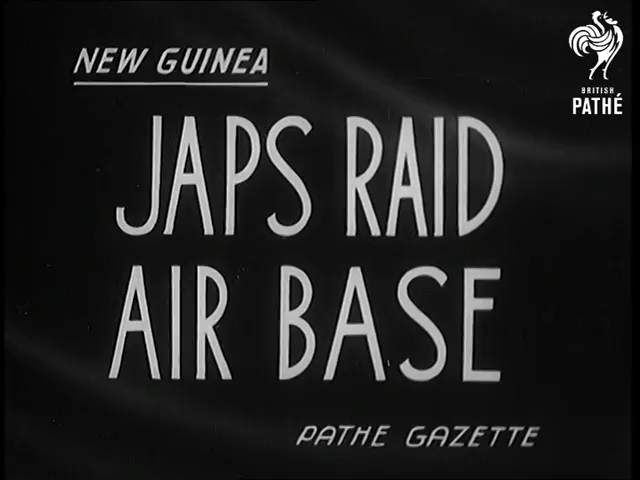 NEW GUINEA
BRITISH
PATHÉ
JAPS RAID
AIR BASE
PATHE GAZETTE